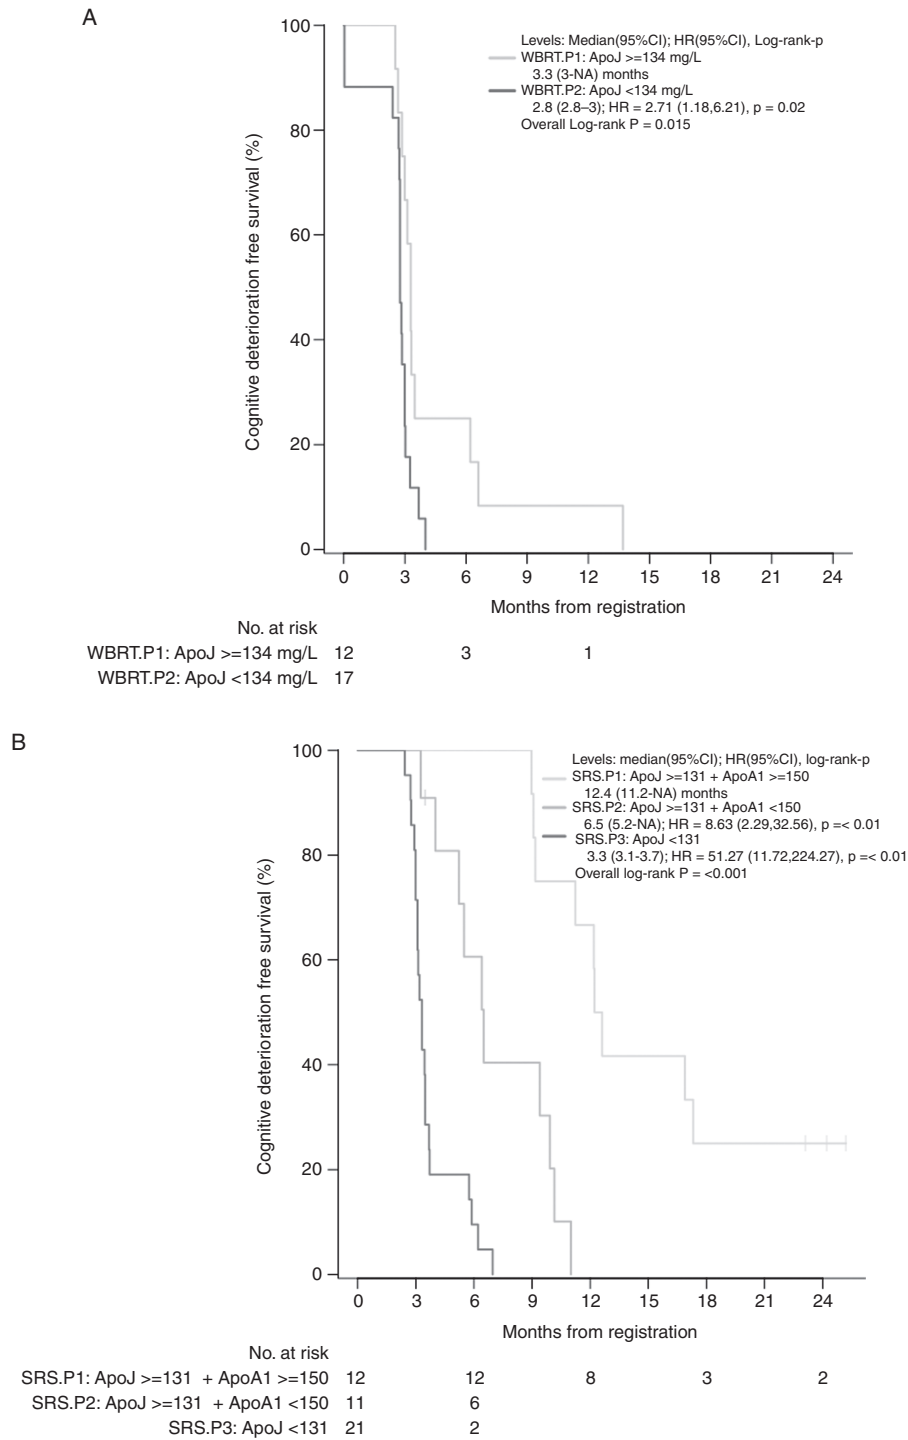 A
100
80
60
40
20
0
Cognitive deterioration free survival (%)
Levels: Median(95%CI); HR(95%CI), Log-rank-p
WBRT.P1: ApoJ >=134 mg/L
3.3 (3-NA) months
WBRT.P2: ApoJ <134 mg/L
2.8 (2.8–3); HR = 2.71 (1.18,6.21), p = 0.02
Overall Log-rank P = 0.015
0 3 6 9 12 15 18 21 24
Months from registration
No. at risk
WBRT.P1: ApoJ >=134 mg/L 12 3 1
WBRT.P2: ApoJ <134 mg/L 17
B
100
80
60
40
20
0
Cognitive deterioration free survival (%)
Levels: median(95%CI); HR(95%CI), log-rank-p
SRS.P1: ApoJ >=131 + ApoA1 >=150
12.4 (11.2-NA) months
SRS.P2: ApoJ >=131 + ApoA1 <150
6.5 (5.2-NA); HR = 8.63 (2.29,32.56), p =< 0.01
SRS.P3: ApoJ <131
3.3 (3.1-3.7); HR = 51.27 (11.72,224.27), p =< 0.01
Overall log-rank P = <0.001
0 3 6 9 12 15 18 21 24
Months from registration
No. at risk
SRS.P1: ApoJ >=131 + ApoA1 >=150 12 12 8 3 2
SRS.P2: ApoJ >=131 + ApoA1 <150 11 6
SRS.P3: ApoJ <131 21 2